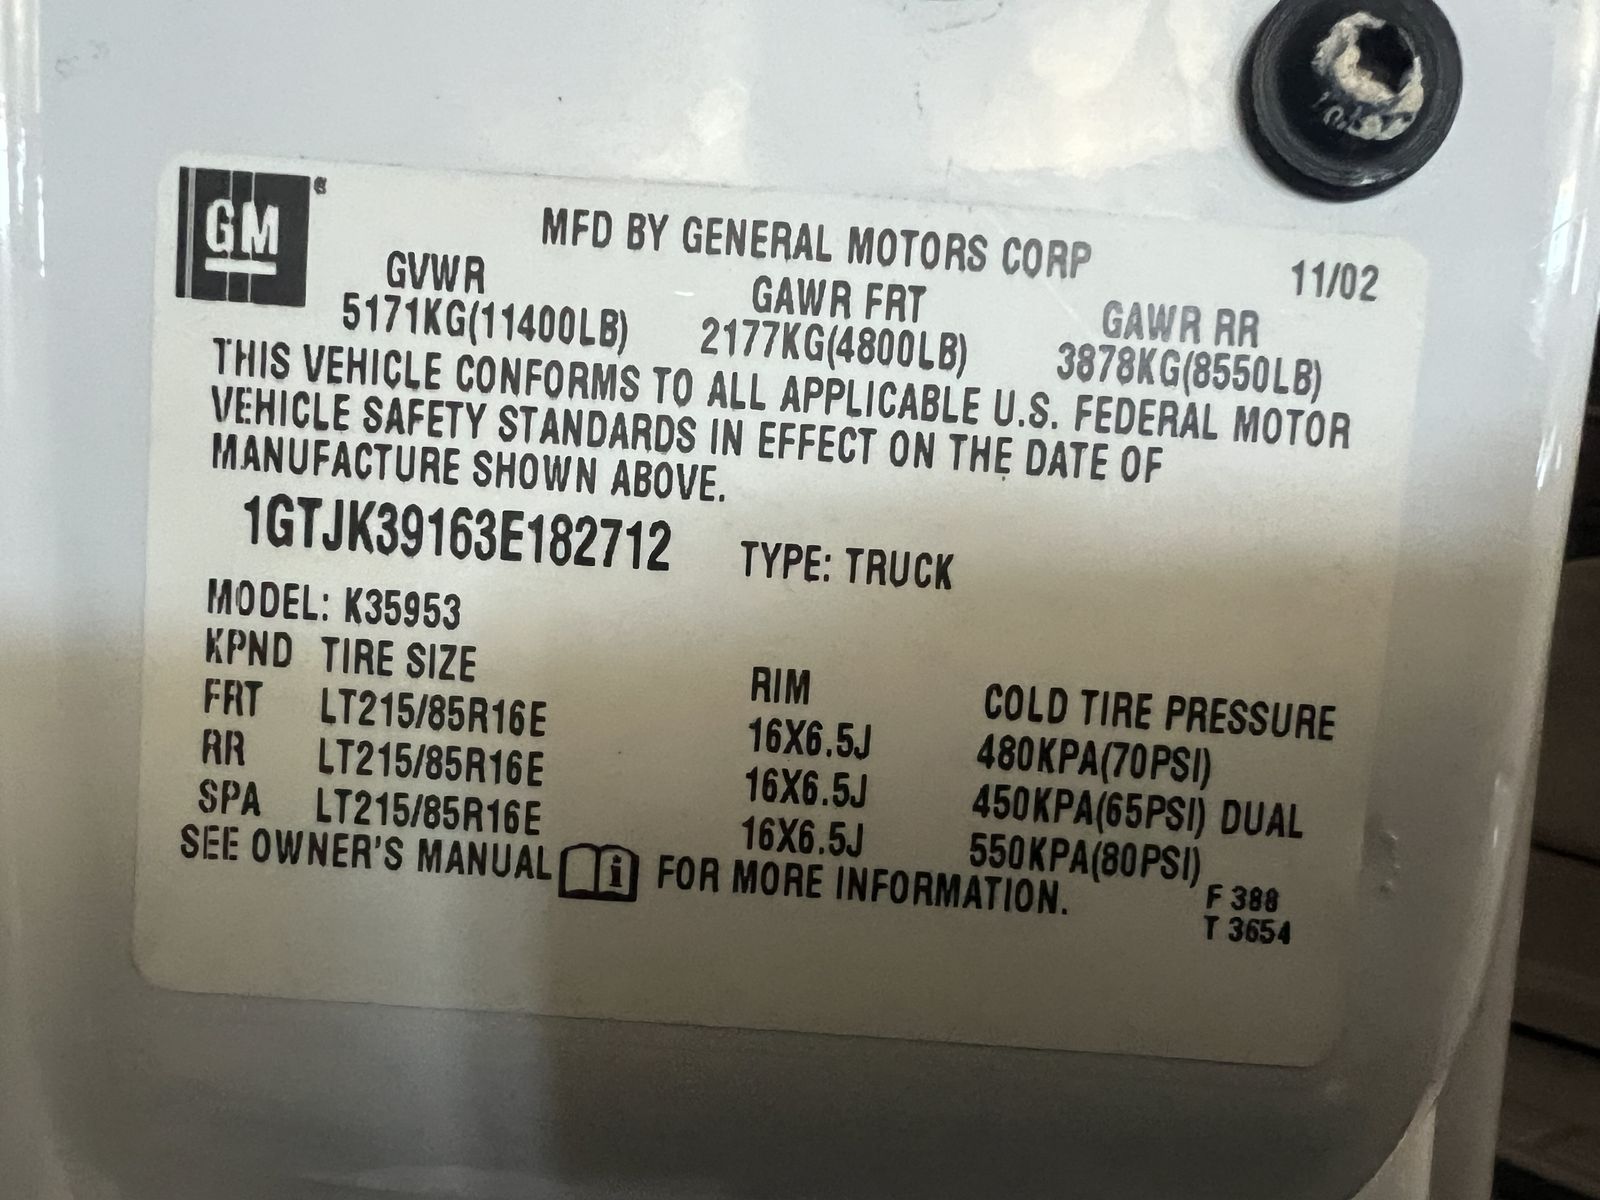 GM®
MFD BY GENERAL MOTORS CORP
11/02
GVWR GAWR FRT GAWR RR
5171KG(11400LB) 2177KG(4800LB) 3878KG(8550LB)
THIS VEHICLE CONFORMS TO ALL APPLICABLE U.S. FEDERAL MOTOR
VEHICLE SAFETY STANDARDS IN EFFECT ON THE DATE OF
MANUFACTURE SHOWN ABOVE.
1GTJK39163E182712 TYPE: TRUCK
MODEL: K35953
KPND TIRE SIZE RIM COLD TIRE PRESSURE
FRT LT215/85R16E 16X6.5J 480KPA(70PSI)
RR LT215/85R16E 16X6.5J 450KPA(65PSI) DUAL
SPA LT215/85R16E 16X6.5J 550KPA(80PSI)
SEE OWNER'S MANUAL i FOR MORE INFORMATION.
F 388
T 3654